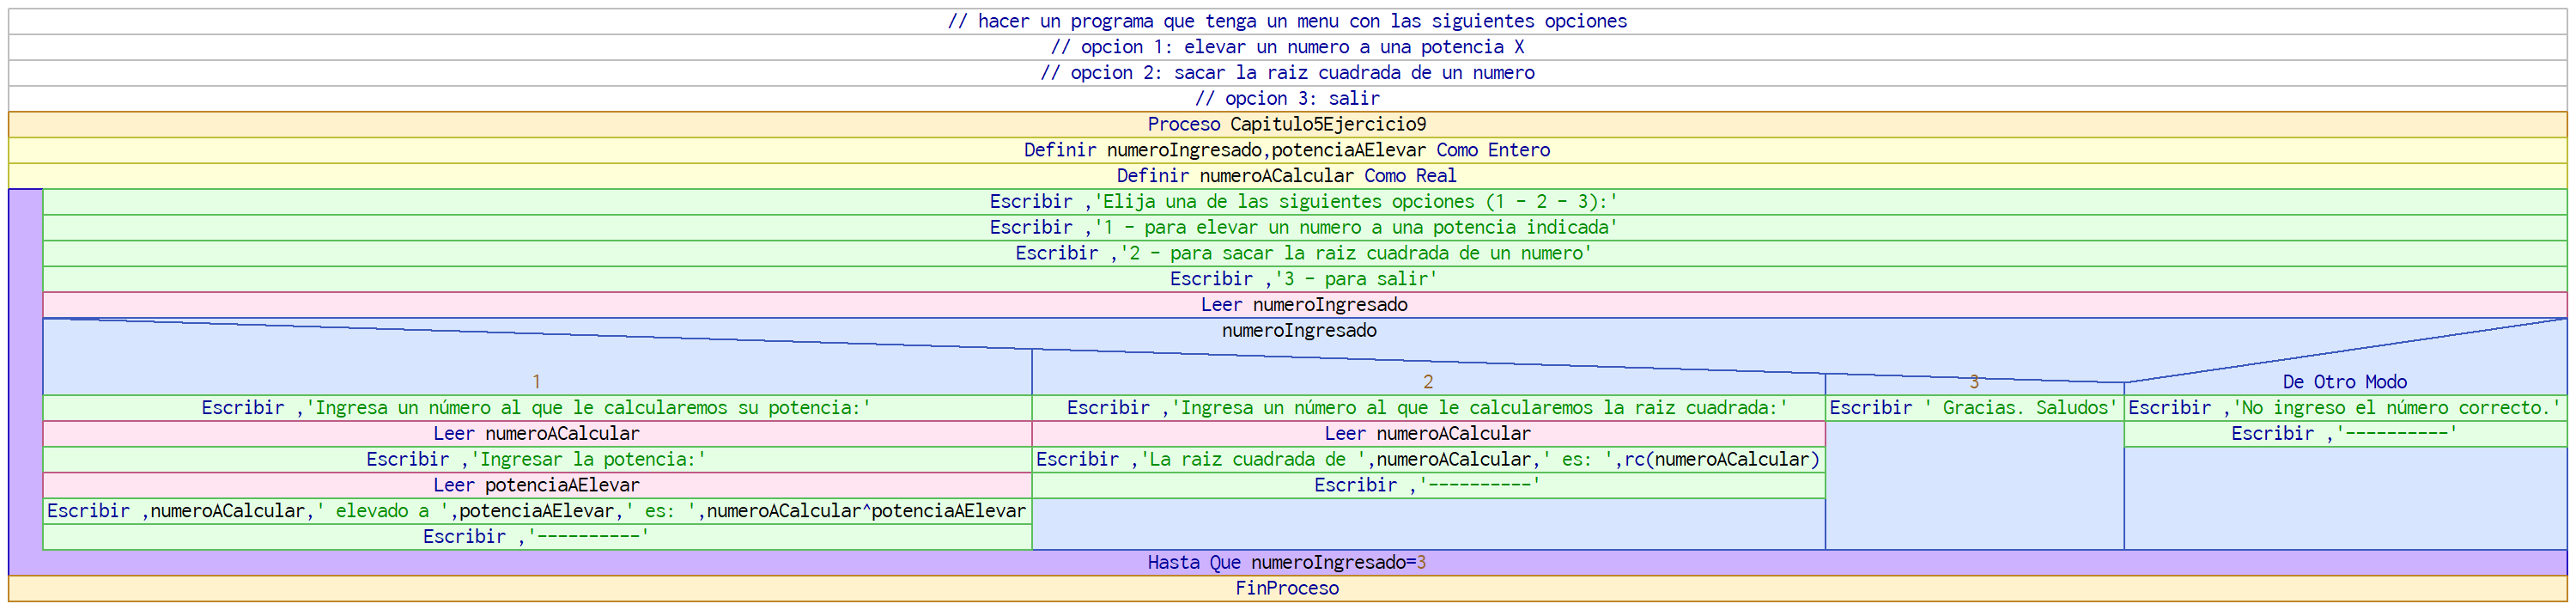 // hacer un programa que tenga un menu con las siguientes opciones
// opcion 1: elevar un numero a una potencia X
// opcion 2: sacar la raiz cuadrada de un numero
// opcion 3: salir
Proceso Capitulo5Ejercicio9
Definir numeroIngresado,potenciaAElevar Como Entero
Definir numeroACalcular Como Real
Escribir ,'Elija una de las siguientes opciones (1 - 2 - 3):'
Escribir ,'1 - para elevar un numero a una potencia indicada'
Escribir ,'2 - para sacar la raiz cuadrada de un numero'
Escribir ,'3 - para salir'
Leer numeroIngresado
numeroIngresado
1
Escribir ,'Ingresa un número al que le calcularemos su potencia:'
Leer numeroACalcular
Escribir ,'Ingresar la potencia:'
Leer potenciaAElevar
Escribir ,numeroACalcular,' elevado a ',potenciaAElevar,' es: ',numeroACalcular^potenciaAElevar
Escribir ,'----------'
2
Escribir ,'Ingresa un número al que le calcularemos la raiz cuadrada:'
Leer numeroACalcular
Escribir ,'La raiz cuadrada de ',numeroACalcular,' es: ',rc(numeroACalcular)
Escribir ,'----------'
3
Escribir ' Gracias. Saludos'
De Otro Modo
Escribir ,'No ingreso el número correcto.'
Escribir ,'----------'
Hasta Que numeroIngresado=3
FinProceso